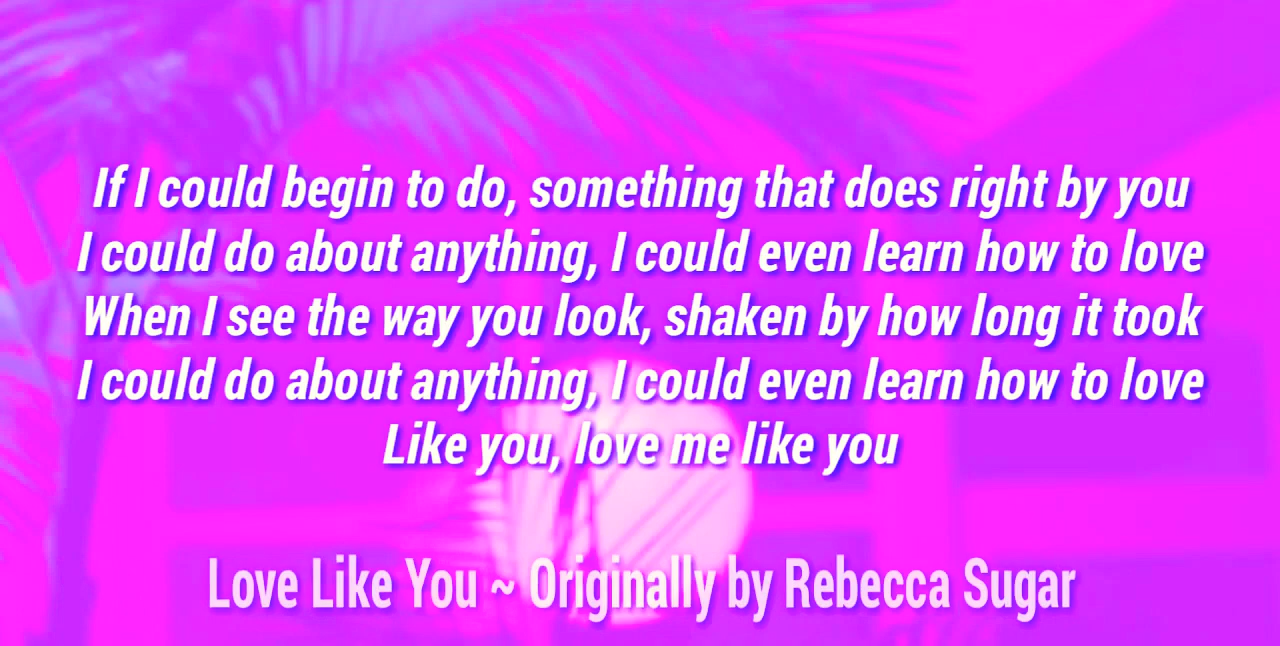 If I could begin to do, something that does right by you
I could do about anything, I could even learn how to love
When I see the way you look, shaken by how long it took
I could do about anything, I could even learn how to love
Like you, love me like you
Love Like You ~ Originally by Rebecca Sugar